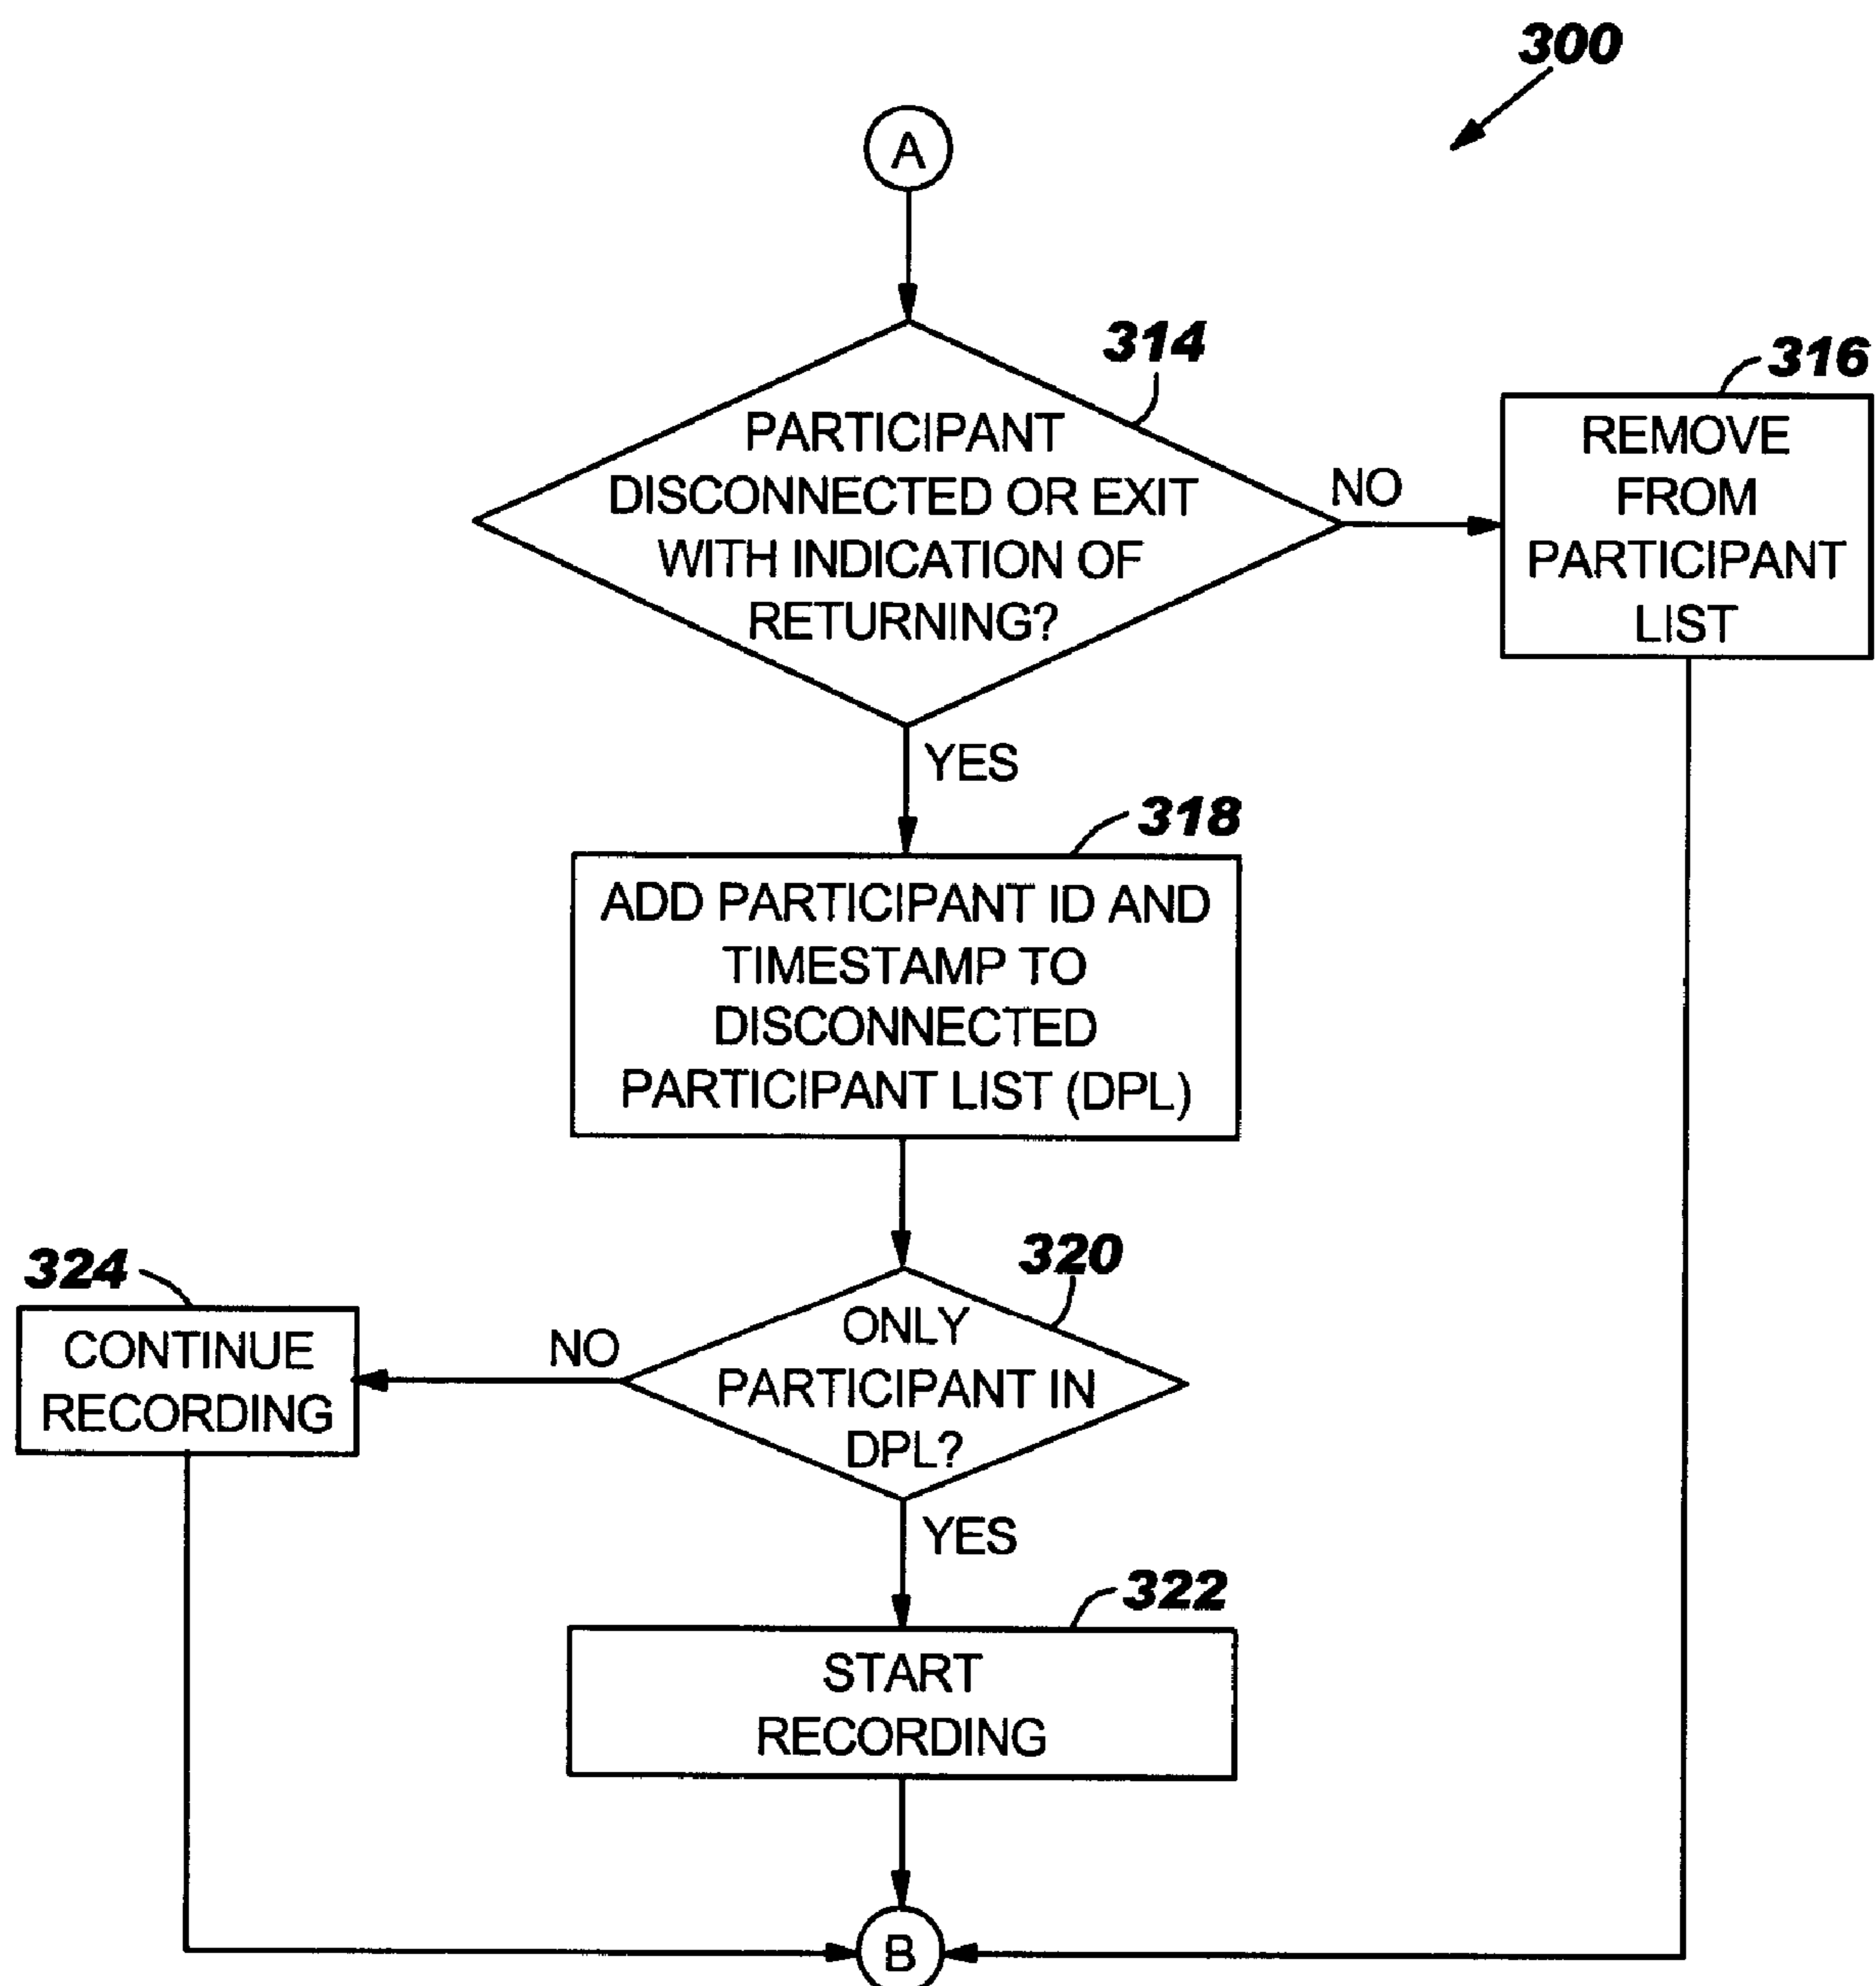 300
A
314
PARTICIPANT
DISCONNECTED OR EXIT
WITH INDICATION OF
RETURNING?
NO
316
REMOVE
FROM
PARTICIPANT
LIST
YES
318
ADD PARTICIPANT ID AND
TIMESTAMP TO
DISCONNECTED
PARTICIPANT LIST (DPL)
320
ONLY
PARTICIPANT IN
DPL?
NO
324
CONTINUE
RECORDING
YES
322
START
RECORDING
B